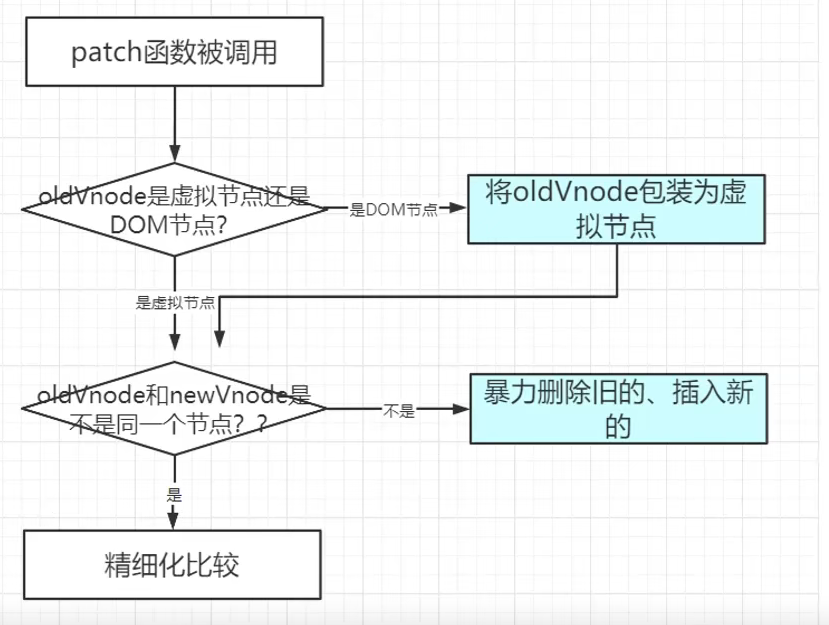 patch函数被调用
oldVnode是虚拟节点还是
DOM节点?
是DOM节点
将oldVnode包装为虚
拟节点
是虚拟节点
oldVnode和newVnode是
不是同一个节点？?
不是
暴力删除旧的、插入新
的
是
精细化比较